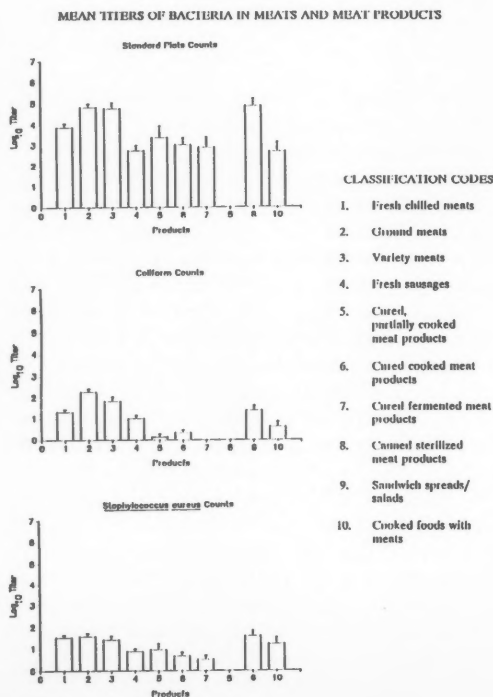 MEAN TITERS OF BACTERIA IN MEATS AND MEAT PRODUCTS
Standard Plate Counts
Log10 Titer
7
6
5
4
3
2
1
0
0 1 2 3 4 5 6 7 8 9 10
Products
Coliform Counts
Log10 Titer
7
6
5
4
3
2
1
0
0 1 2 3 4 5 6 7 8 9 10
Products
Staphylococcus aureus Counts
Log10 Titer
7
6
5
4
3
2
1
0
0 1 2 3 4 5 6 7 8 9 10
Products
CLASSIFICATION CODES
1. Fresh chilled meats
2. Ground meats
3. Variety meats
4. Fresh sausages
5. Cured,
partially cooked
meat products
6. Cured cooked meat
products
7. Cured fermented meat
products
8. Canned sterilized
meat products
9. Sandwich spreads/
salads
10. Cooked foods with
meats